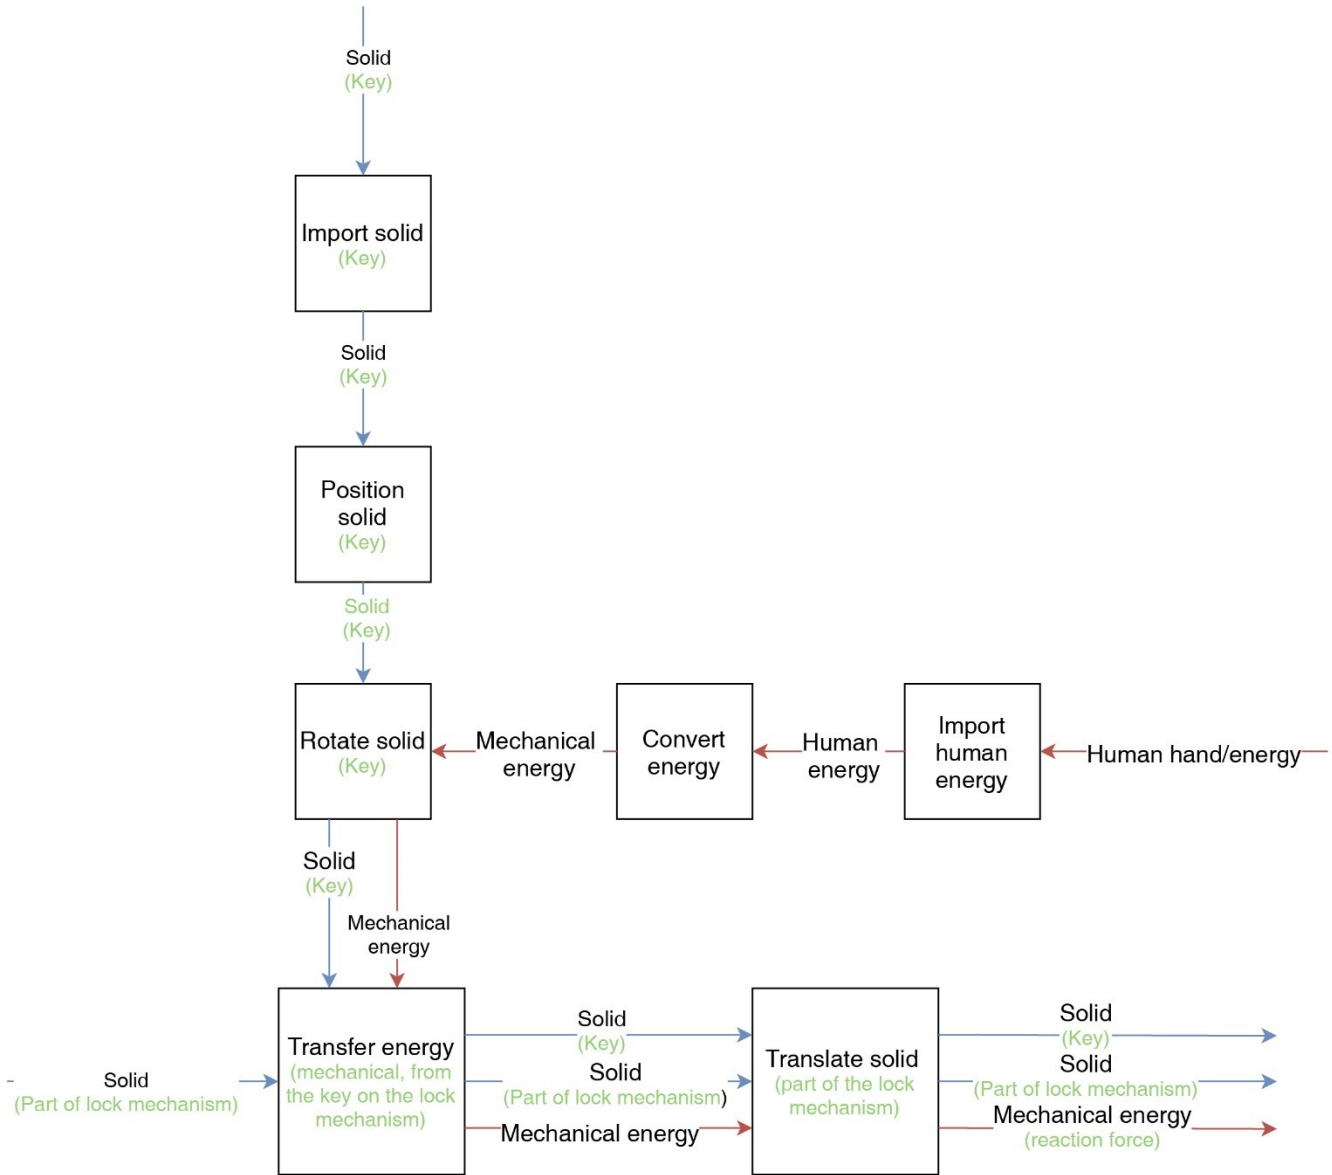 Solid
(Key)
Import solid
(Key)
Solid
(Key)
Position
solid
(Key)
Solid
(Key)
Rotate solid
(Key)
Mechanical
energy
Convert
energy
Human
energy
Import
human
energy
Human hand/energy
Solid
(Key)
Mechanical
energy
Solid
(Part of lock mechanism)
Transfer energy
(mechanical, from
the key on the lock
mechanism)
Solid
(Key)
Solid
(Part of lock mechanism)
Mechanical energy
Translate solid
(part of the lock
mechanism)
Solid
(Key)
Solid
(Part of lock mechanism)
Mechanical energy
(reaction force)